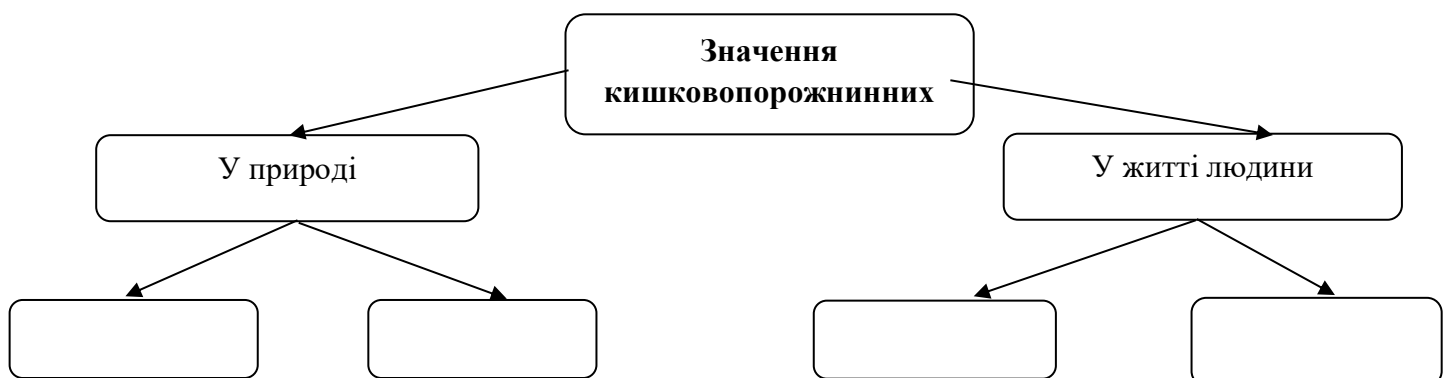 Значення
кишковопорожнинних
У природі
У житті людини